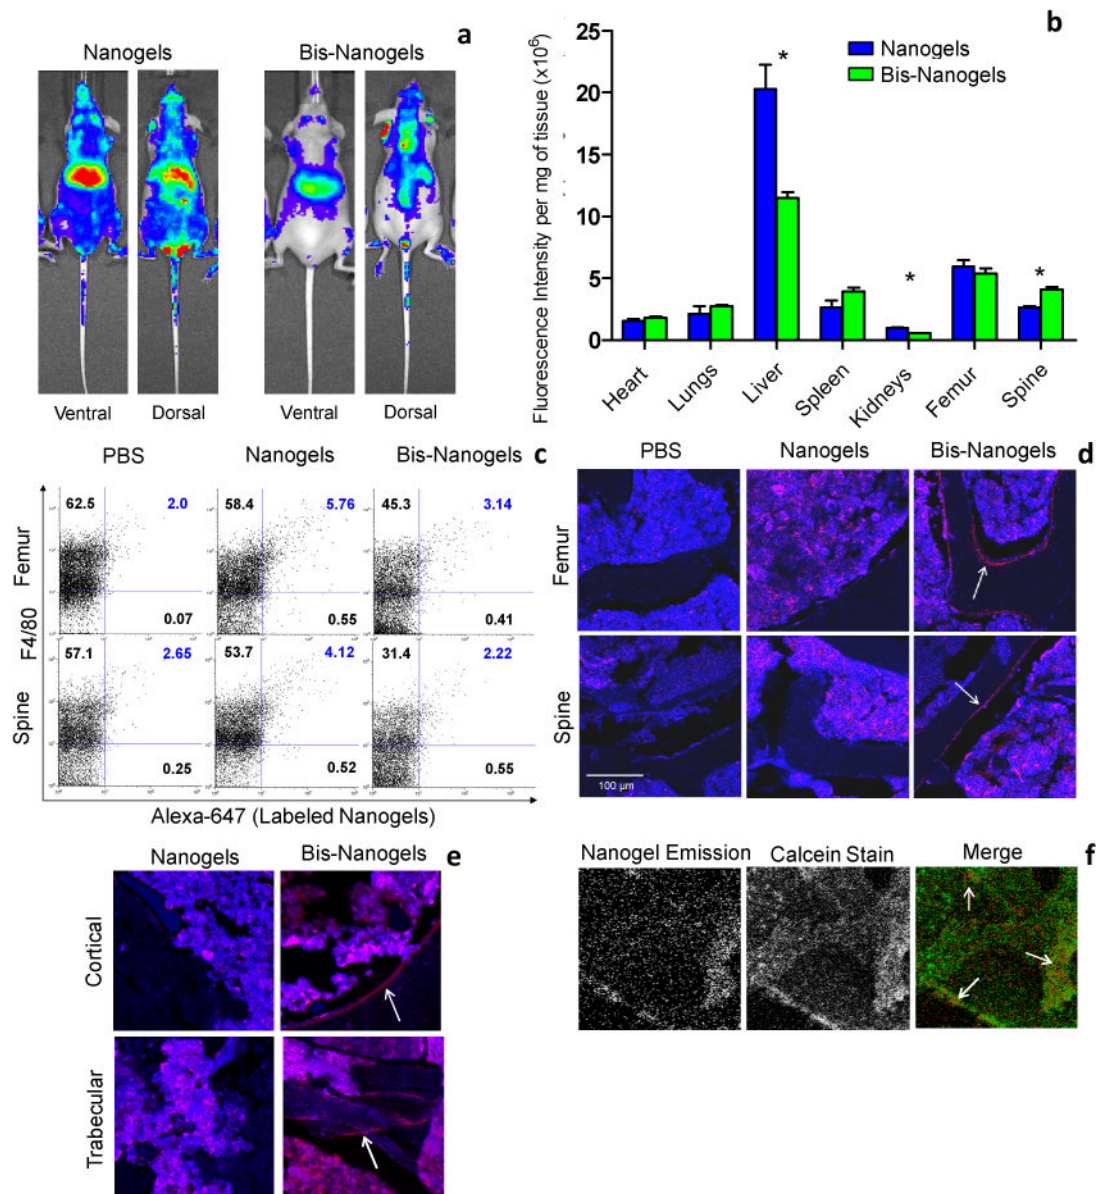 a
Nanogels Bis-Nanogels
Ventral Dorsal Ventral Dorsal
b
Fluorescence Intensity per mg of tissue (x10⁶)
25
20
15
10
5
0
Nanogels
Bis-Nanogels
*
*
*
Heart Lungs Liver Spleen Kidneys Femur Spine
PBS Nanogels Bis-Nanogels c
F4/80
Femur
62.5 2.0 58.4 5.76 45.3 3.14
0.07 0.55 0.41
Spine
57.1 2.65 53.7 4.12 31.4 2.22
0.25 0.52 0.55
Alexa-647 (Labeled Nanogels)
PBS Nanogels Bis-Nanogels d
Femur
Spine
100 µm
Nanogels Bis-Nanogels e
Cortical
Trabecular
f
Nanogel Emission Calcein Stain Merge